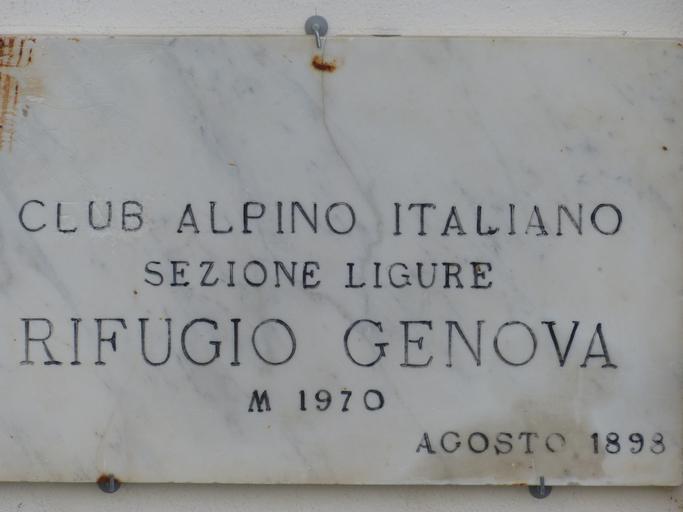 CLUB ALPINO ITALIANO
SEZIONE LIGURE
RIFUGIO GENOVA
M 1970
AGOSTO 1898